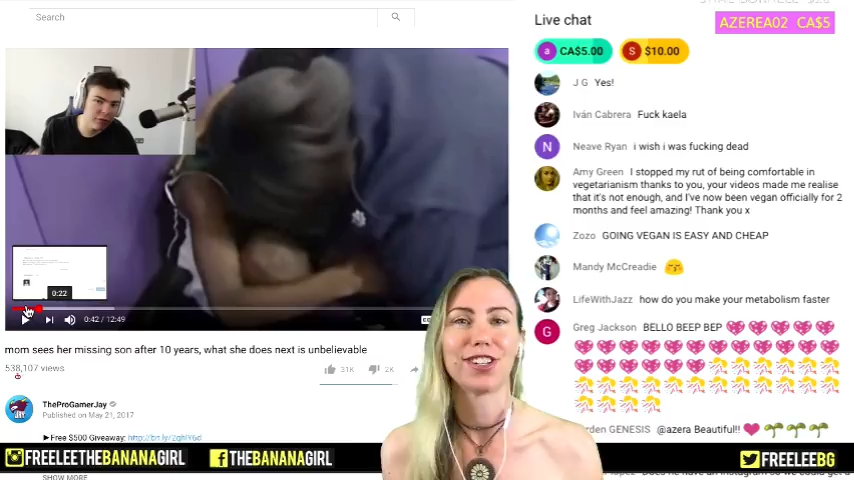 Search
Live chat
AZEREA02 CA$5
a CA$5.00 S $10.00
J G Yes!
Iván Cabrera Fuck kaela
N Neave Ryan i wish i was fucking dead
Amy Green I stopped my rut of being comfortable in
vegetarianism thanks to you, your videos made me realise
that it's not enough, and I've now been vegan officially for 2
months and feel amazing! Thank you x
Zozo GOING VEGAN IS EASY AND CHEAP
Mandy McCreadie
LifeWithJazz how do you make your metabolism faster
G Greg Jackson BELLO BEEP BEP
GENESIS @azera Beautiful!!
0:22
0:42 / 12:49
mom sees her missing son after 10 years, what she does next is unbelievable
538,107 views
31K 2K
TheProGamerJay
Published on May 21, 2017
►Free $500 Giveaway:
FREELEETHEBANANAGIRL
THEBANANAGIRL
FREELEEBG
SHOW MORE